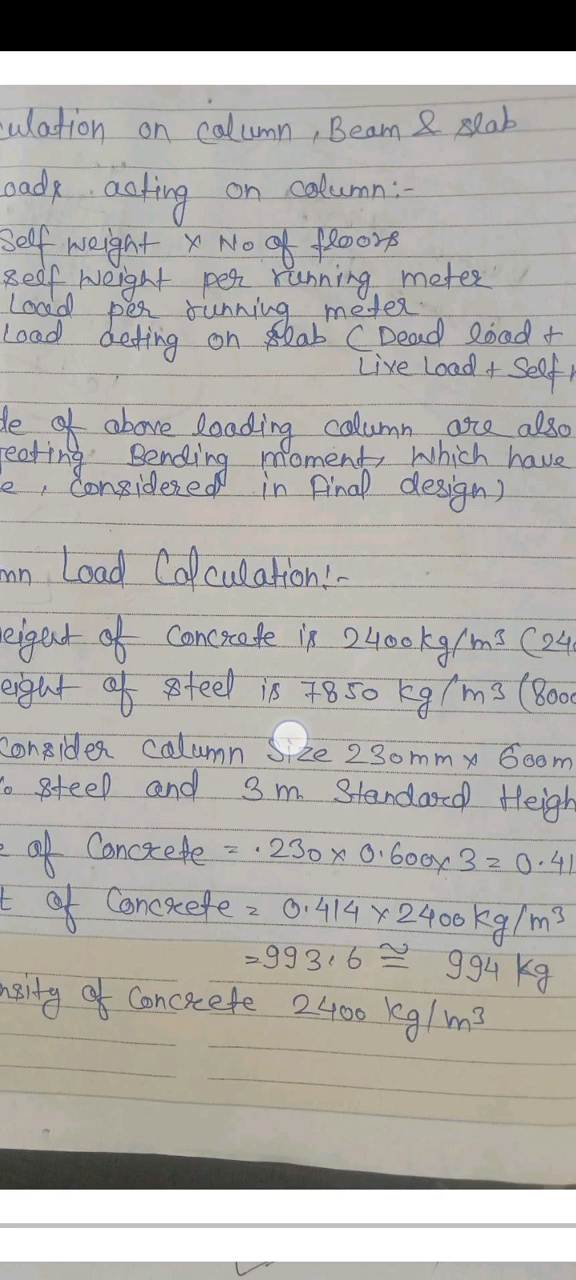 culation on column, Beam & slab
oads acting on column:-
Self weight x No of floors
self weight per running meter
Load per running meter
Load acting on slab (Dead load +
Live Load + Self
de of above loading column are also
eating Bending moment, which have
e, considered in final design)
mn Load Calculation:-
eight of concrete is 2400kg/m3 (24
eight of steel is 7850 kg/m3 (800
Consider column Size 230mm x 600m
% steel and 3m Standard Heigh
e of Concrete = .230 x 0.600 x 3 = 0.41
t of Concrete = 0.414 x 2400 kg/m3
=993.6 ≅ 994 kg
nsity of Concrete 2400 kg/m3